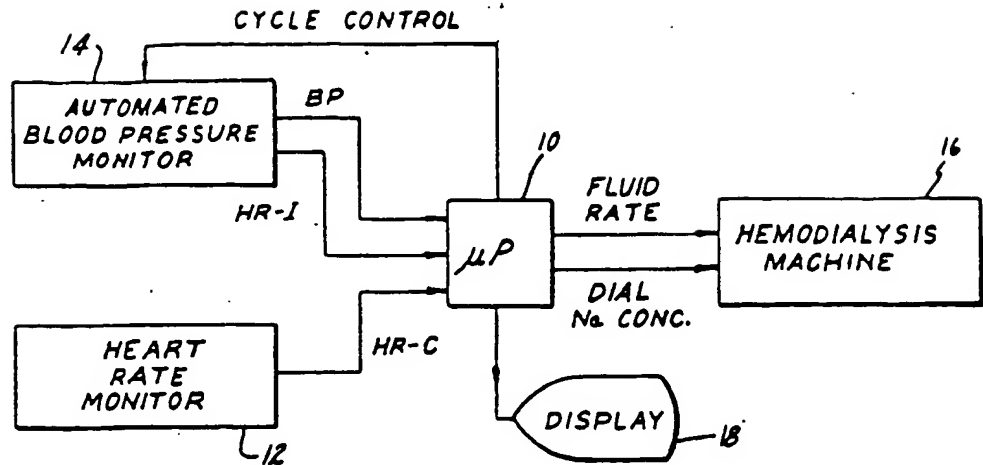 CYCLE CONTROL
14
AUTOMATED
BLOOD PRESSURE
MONITOR
BP
HR-I
10
μP
FLUID
RATE
DIAL
Na CONC.
16
HEMODIALYSIS
MACHINE
HEART
RATE
MONITOR
12
HR-C
DISPLAY
18